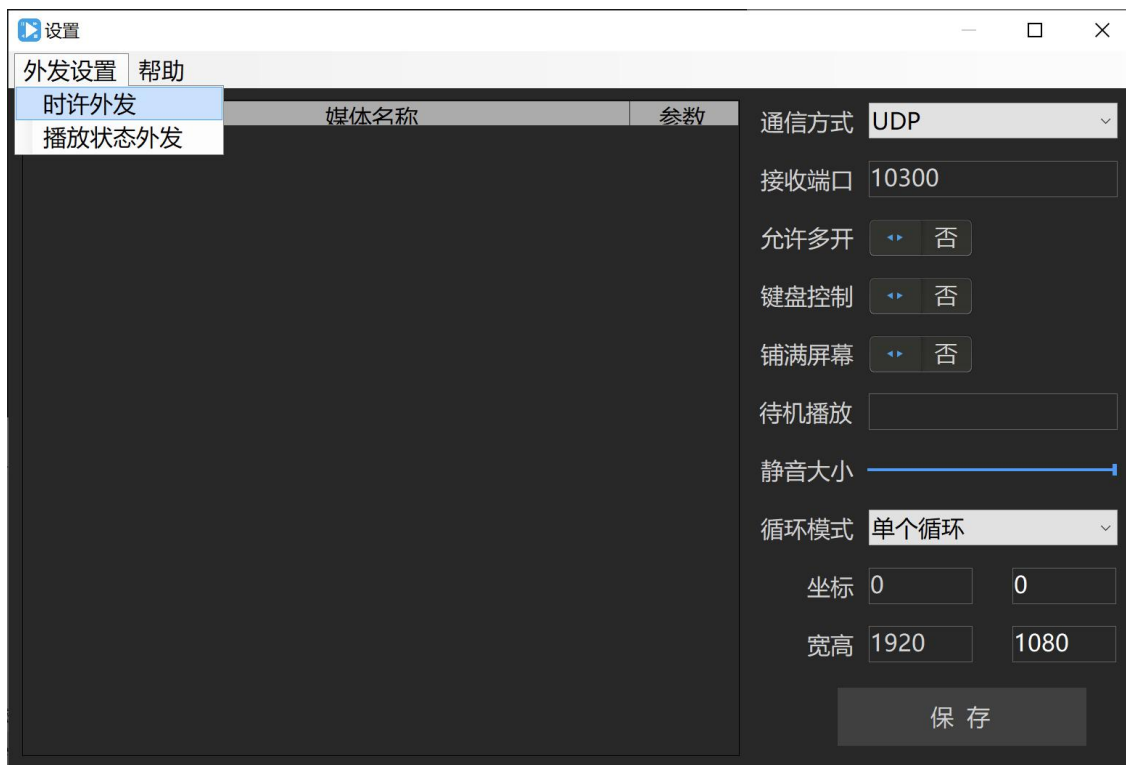 设置
外发设置 帮助
时许外发
播放状态外发
媒体名称 参数
通信方式 UDP
接收端口 10300
允许多开 否
键盘控制 否
铺满屏幕 否
待机播放
静音大小
循环模式 单个循环
坐标 0 0
宽高 1920 1080
保存